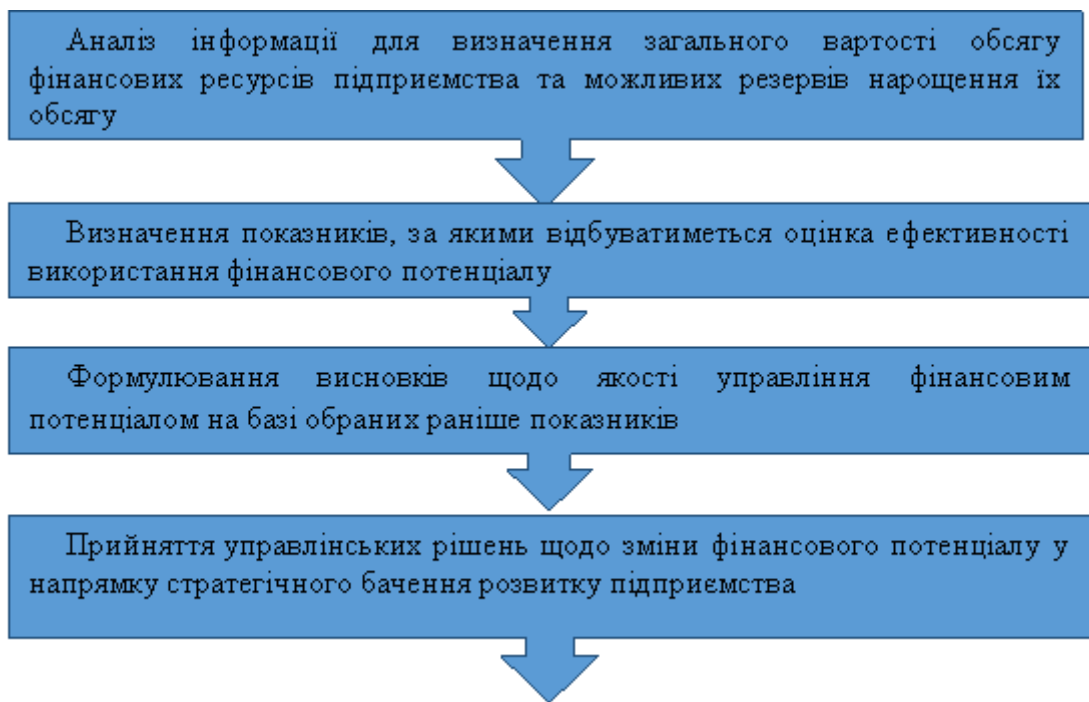 Аналіз інформації для визначення загального вартості обсягу
фінансових ресурсів підприємства та можливих резервів нарощення їх
обсягу
Визначення показників, за якими відбуватиметься оцінка ефективності
використання фінансового потенціалу
Формулювання висновків щодо якості управління фінансовим
потенціалом на базі обраних раніше показників
Прийняття управлінських рішень щодо зміни фінансового потенціалу у
напрямку стратегічного бачення розвитку підприємства